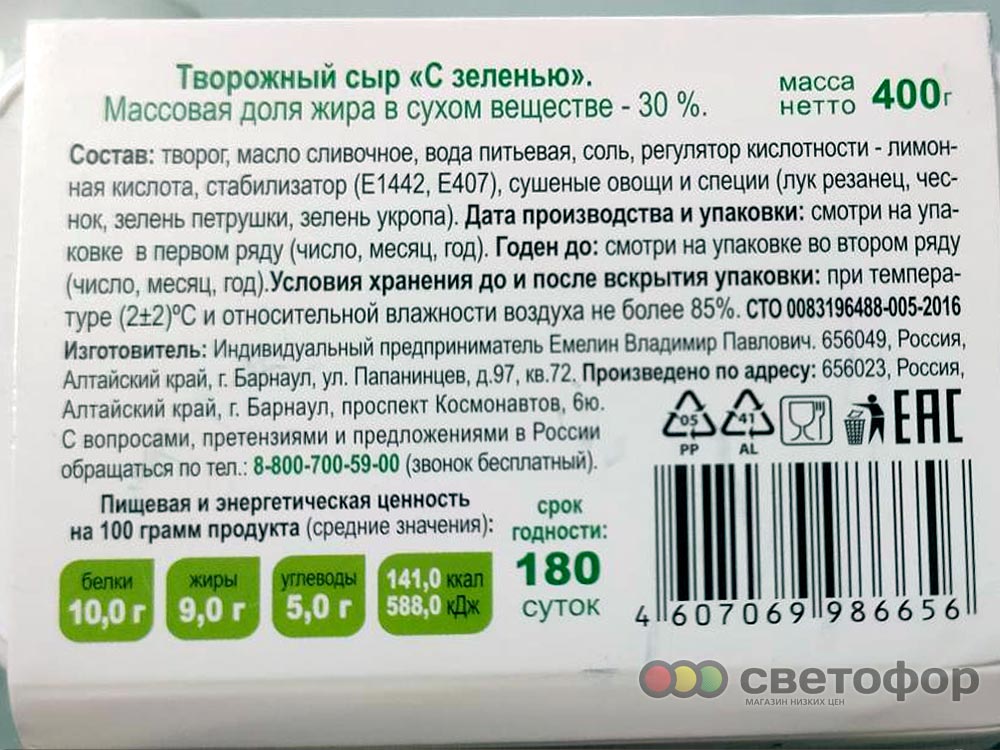 Творожный сыр «С зеленью».
Массовая доля жира в сухом веществе - 30 %.
масса
нетто 400г
Состав: творог, масло сливочное, вода питьевая, соль, регулятор кислотности - лимон-
ная кислота, стабилизатор (Е1442, Е407), сушеные овощи и специи (лук резанец, чес-
нок, зелень петрушки, зелень укропа). Дата производства и упаковки: смотри на упа-
ковке в первом ряду (число, месяц, год). Годен до: смотри на упаковке во втором ряду
(число, месяц, год).Условия хранения до и после вскрытия упаковки: при темпера-
туре (2±2)ºС и относительной влажности воздуха не более 85%. СТО 0083196488-005-2016
Изготовитель: Индивидуальный предприниматель Емелин Владимир Павлович. 656049, Россия,
Алтайский край, г. Барнаул, ул. Папанинцев, д.97, кв.72. Произведено по адресу: 656023, Россия,
Алтайский край, г. Барнаул, проспект Космонавтов, 6ю.
С вопросами, претензиями и предложениями в России
обращаться по тел.: 8-800-700-59-00 (звонок бесплатный).
05
PP
41
AL
EAC
Пищевая и энергетическая ценность
на 100 грамм продукта (средние значения):
белки
10,0 г
жиры
9,0 г
углеводы
5,0 г
141,0 ккал
588,0 кДж
срок
годности:
180
суток
4 607069 986656
светофор
МАГАЗИН НИЗКИХ ЦЕН